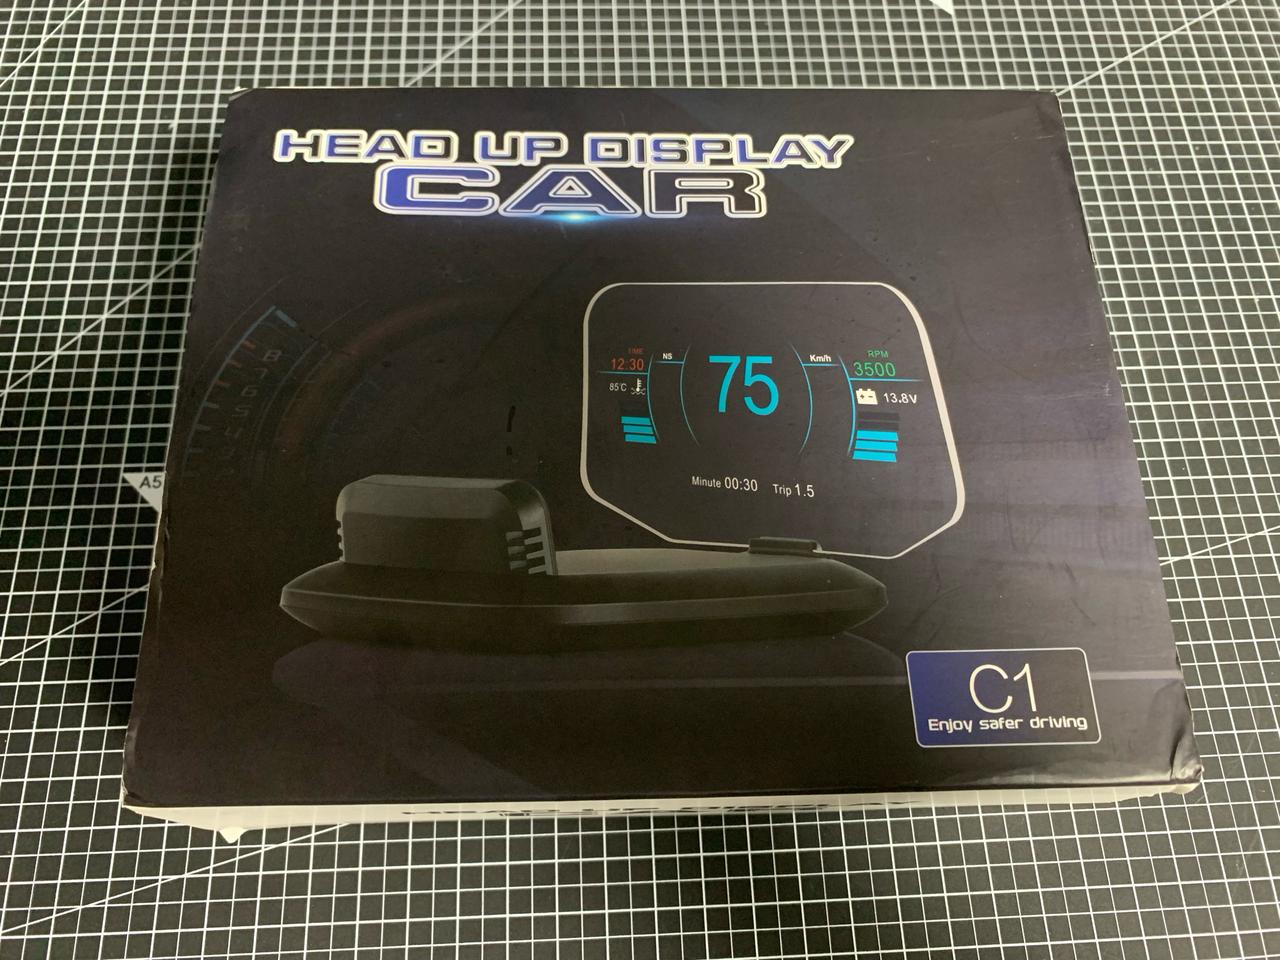 HEAD UP DISPLAY
CAR
TIME
12:30
NS
75
Km/h
RPM
3500
85°C
13.8V
Minute 00:30 Trip 1.5
A5
C1
Enjoy safer driving